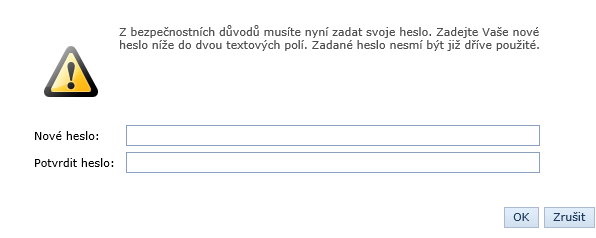 Z bezpečnostních důvodů musíte nyní zadat svoje heslo. Zadejte Vaše nové
heslo níže do dvou textových polí. Zadané heslo nesmí být již dříve použité.
Nové heslo:
Potvrdit heslo:
OK Zrušit